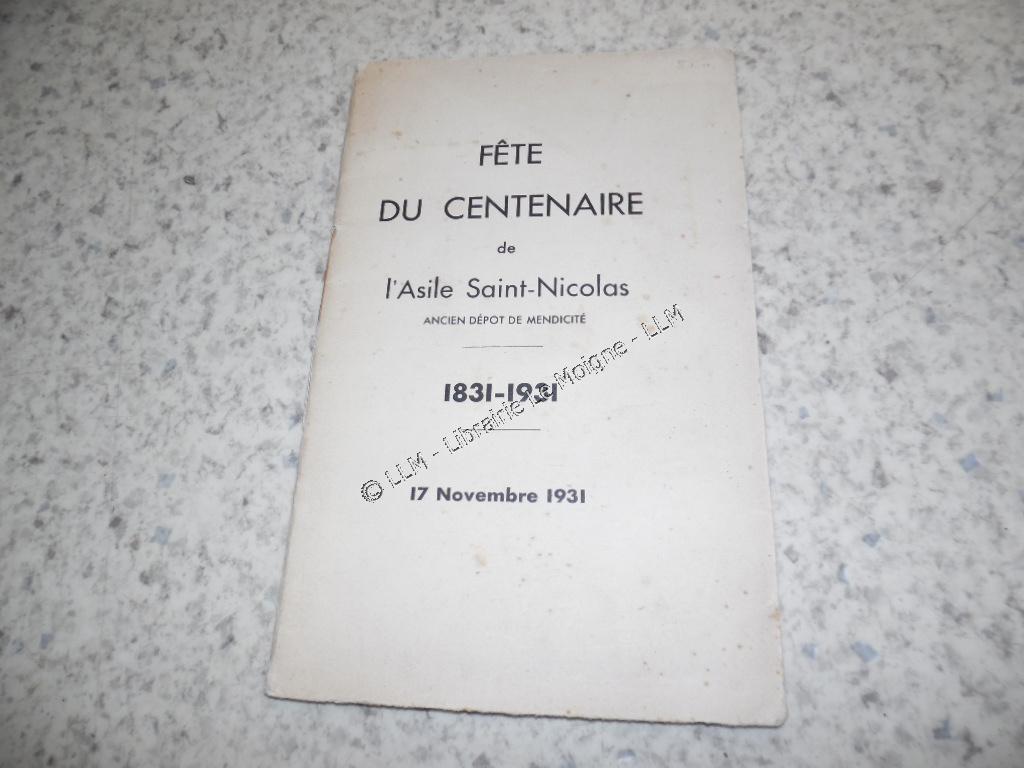 FÊTE
DU CENTENAIRE
de
l'Asile Saint-Nicolas
ANCIEN DÉPOT DE MENDICITÉ
1831-1931
17 Novembre 1931
© LLM - Librairie Le Moigne - LLM